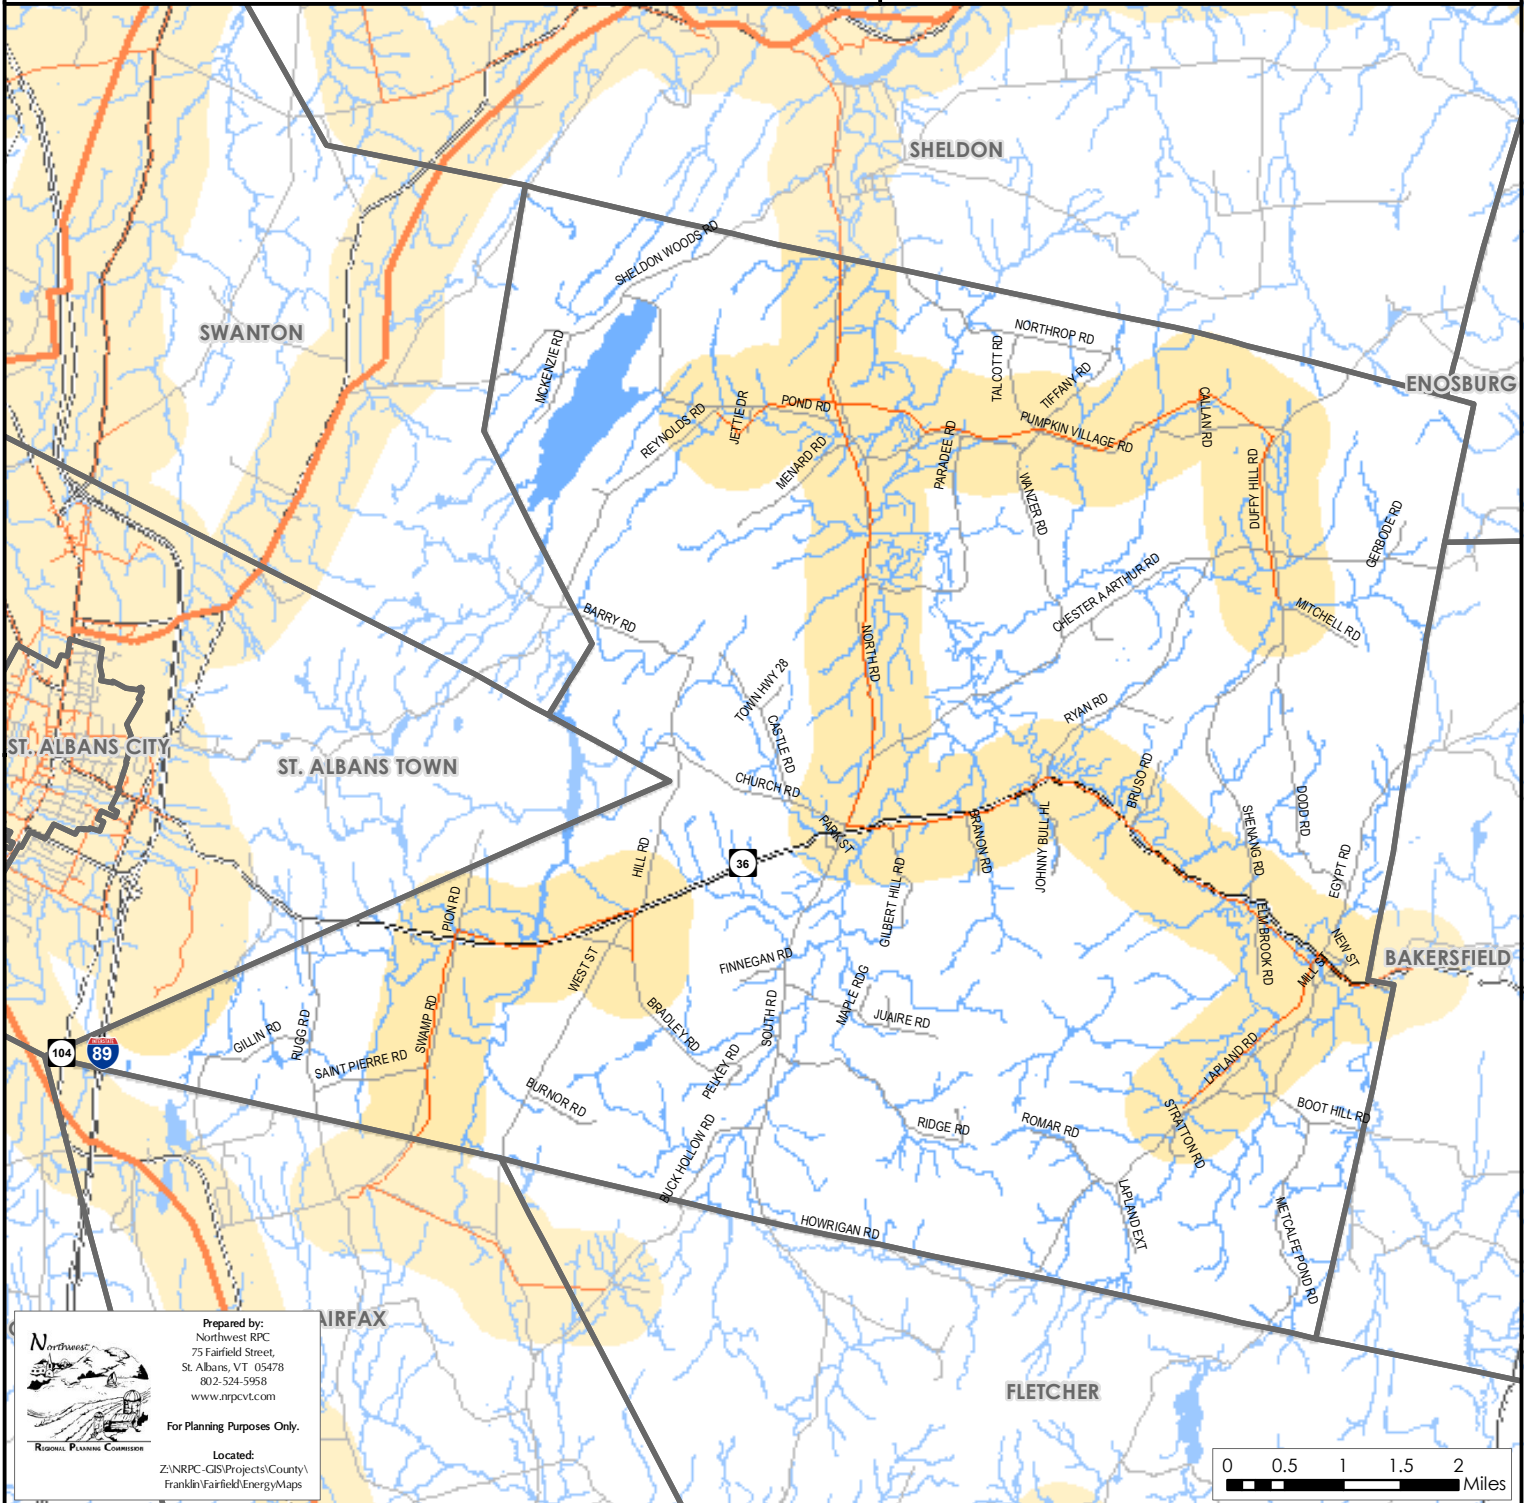 SHELDON
SHELDON WOODS RD
SWANTON
NORTHROP RD
MCKENZIE RD
TALCOTT RD
TIFFANY RD
ENOSBURG
JETTIE DR
POND RD
REYNOLDS RD
CALLAN RD
PUMPKIN VILLAGE RD
MENARD RD
PARADEE RD
DUFFY HILL RD
WANZER RD
GERBODE RD
CHESTER A ARTHUR RD
BARRY RD
MITCHELL RD
NORTH RD
TOWN HWY 28
RYAN RD
CASTLE RD
ST. ALBANS CITY
ST. ALBANS TOWN
CHURCH RD
BRUSO RD
DODD RD
PARK ST
BRANON RD
JOHNNY BULL HL
SHENANG RD
HILL RD
36
EGYPT RD
GILBERT HILL RD
PION RD
ELM BROOK RD
NEW ST
BAKERSFIELD
WEST ST
FINNEGAN RD
MILL ST
MAPLE RDG
SOUTH RD
JUAIRE RD
BRADLEY RD
SWAMP RD
GILLIN RD
RUGG RD
104
INTERSTATE
89
SAINT PIERRE RD
PELKEY RD
LAPLAND RD
BURNOR RD
BOOT HILL RD
RIDGE RD
ROMAR RD
STRATTON RD
BUCK HOLLOW RD
LAPLAND EXT
HOWRIGAN RD
METCALFE POND RD
AIRFAX
FLETCHER
Northwest
REGIONAL PLANNING COMMISSION
Prepared by:
Northwest RPC
75 Fairfield Street,
St. Albans, VT 05478
802-524-5958
www.nrpcvt.com
For Planning Purposes Only.
Located:
Z:\NRPC-GIS\Projects\County\
Franklin\Fairfield\EnergyMaps
0 0.5 1 1.5 2
Miles